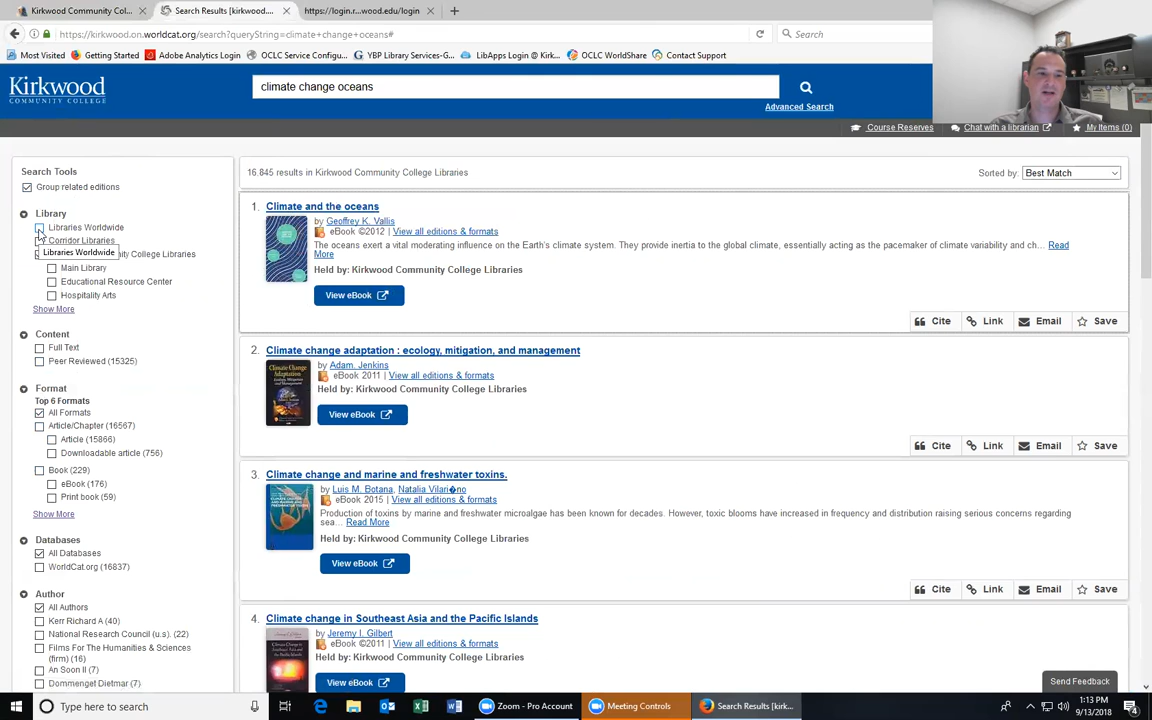 Kirkwood Community Col...
Search Results [kirkwood.
https://login.r...wood.edu/login
https://kirkwood.on.worldcat.org/search?queryString=climate+change+oceans#
Search
Most Visited
Getting Started
Adobe Analytics Login
OCLC Service Configu...
YBP Library Services-G...
LibApps Login @ Kirk...
OCLC WorldShare
Contact Support
Kirkwood
COMMUNITY COLLEGE
climate change oceans
Advanced Search
Course Reserves
Chat with a librarian
My Items (0)
Search Tools
Group related editions
Library
Libraries Worldwide
Corridor Libraries
Libraries Worldwide
ity College Libraries
Main Library
Educational Resource Center
Hospitality Arts
Show More
Content
Full Text
Peer Reviewed (15325)
Format
Top 6 Formats
All Formats
Article/Chapter (16567)
Article (15866)
Downloadable article (756)
Book (229)
eBook (176)
Print book (59)
Show More
Databases
All Databases
WorldCat.org (16837)
Author
All Authors
Kerr Richard A (40)
National Research Council (u.s). (22)
Films For The Humanities & Sciences
(firm) (16)
An Soon Il (7)
Dommenget Dietmar (7)
16,845 results in Kirkwood Community College Libraries
Sorted by: Best Match
1. Climate and the oceans
by Geoffrey K. Vallis
eBook ©2012 | View all editions & formats
The oceans exert a vital moderating influence on the Earth's climate system. They provide inertia to the global climate, essentially acting as the pacemaker of climate variability and ch... Read
More
Held by: Kirkwood Community College Libraries
View eBook
Cite Link Email Save
2. Climate change adaptation : ecology, mitigation, and management
by Adam. Jenkins
eBook 2011 | View all editions & formats
Held by: Kirkwood Community College Libraries
View eBook
Cite Link Email Save
3. Climate change and marine and freshwater toxins.
by Luis M. Botana, Natalia Vilari�no
eBook 2015 | View all editions & formats
Production of toxins by marine and freshwater microalgae has been known for decades. However, toxic blooms have increased in frequency and distribution raising serious concerns regarding
sea... Read More
Held by: Kirkwood Community College Libraries
View eBook
Cite Link Email Save
4. Climate change in Southeast Asia and the Pacific Islands
by Jeremy I. Gilbert
eBook ©2011 | View all editions & formats
Held by: Kirkwood Community College Libraries
View eBook
Send Feedback
Type here to search
Zoom - Pro Account
Meeting Controls
Search Results [kirk...
1:13 PM
9/13/2018
4